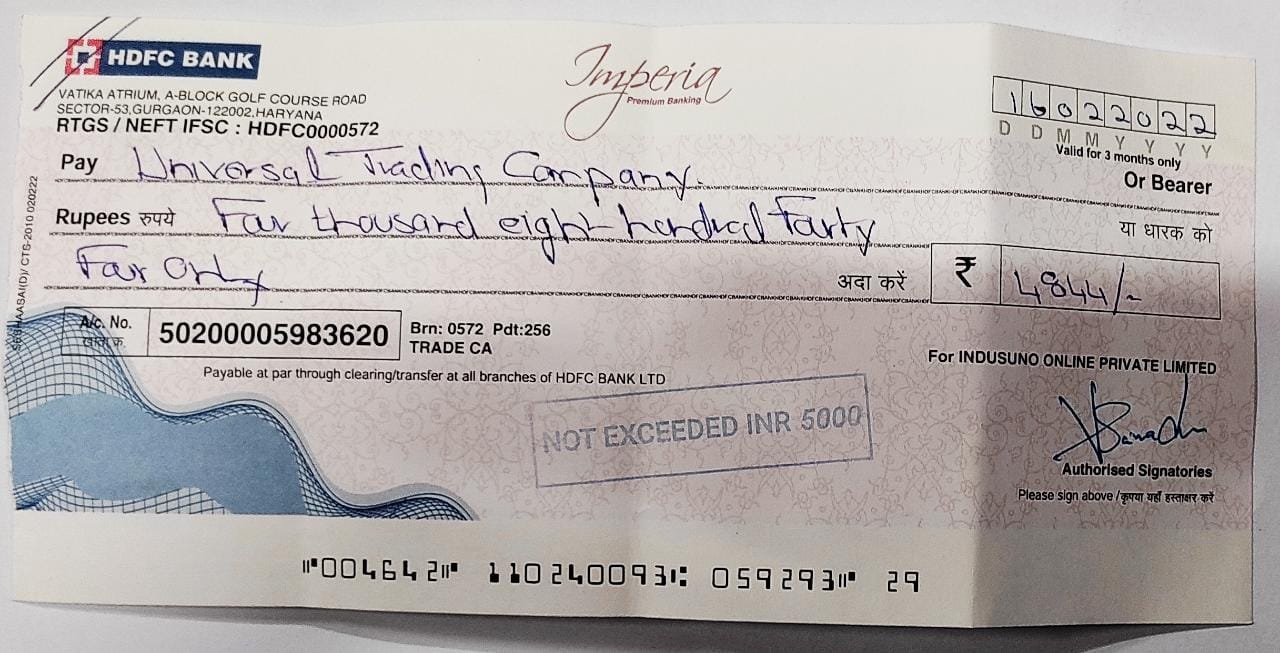 HDFC BANK
Imperia
Premium Banking
VATIKA ATRIUM, A-BLOCK GOLF COURSE ROAD
SECTOR-53,GURGAON-122002,HARYANA
RTGS / NEFT IFSC : HDFC0000572
16022022
D D M M Y Y Y Y
Valid for 3 months only
Pay Universal Trading Company.
Or Bearer
Rupees रुपये Four thousand eight hundred Forty
या धारक को
Four Only
अदा करें ₹ 4844/-
A/c. No.
खाता क्र.
50200005983620
Brn: 0572 Pdt:256
TRADE CA
Payable at par through clearing/transfer at all branches of HDFC BANK LTD
For INDUSUNO ONLINE PRIVATE LIMITED
NOT EXCEEDED INR 5000
Authorised Signatories
Please sign above /कृपया यहाँ हस्ताक्षर करें
CTS-2010 020222
⑈004642⑈ 110240093⑆ 059293⑈ 29